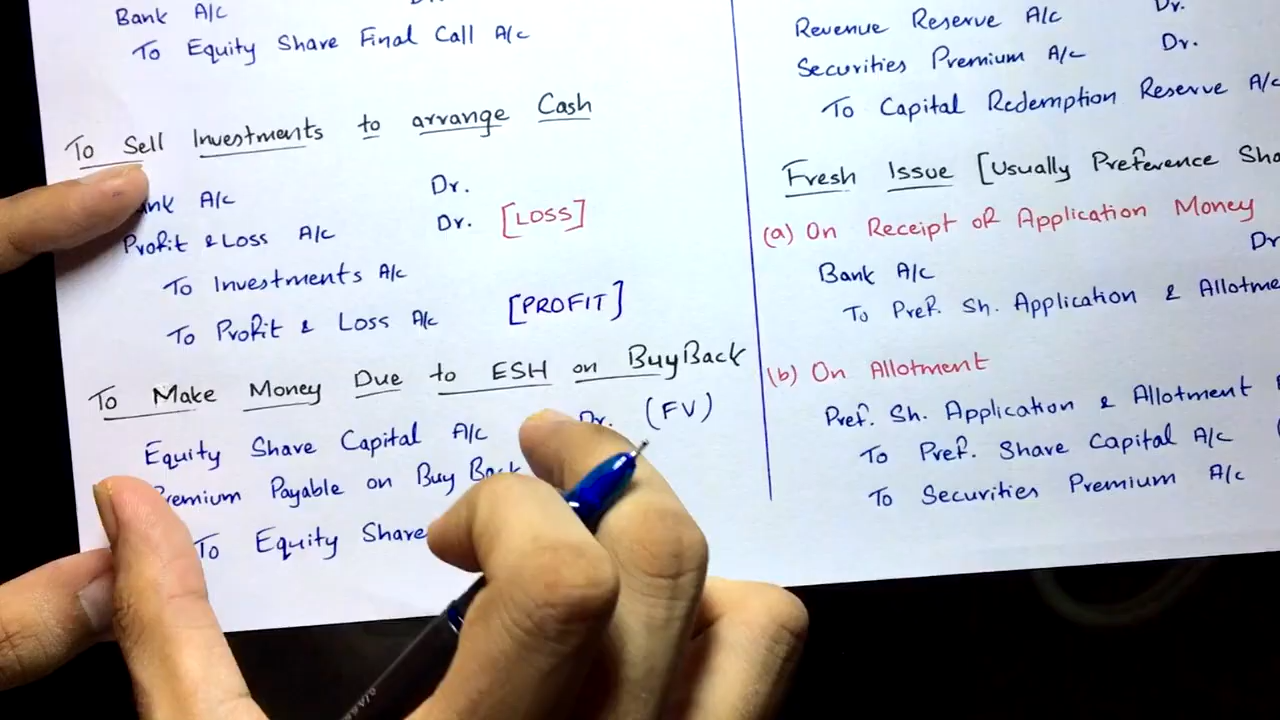 Bank A/c
To Equity Share Final Call A/c
To Sell Investments to arrange Cash
A/c Dr.
Profit & Loss A/c Dr. [LOSS]
To Investments A/c
To Profit & Loss A/c [PROFIT]
To Make Money Due to ESH on BuyBack
Equity Share Capital A/c Dr. (FV)
Premium Payable on Buy Back
To Equity Share
Revenue Reserve A/c Dr.
Securities Premium A/c Dr.
To Capital Redemption Reserve A/c
Fresh Issue [Usually Preference
(a) On Receipt of Application Money
Bank A/c Dr
To Pref. Sh. Application &
(b) On Allotment
Pref. Sh. Application & Allotment
To Pref. Share Capital A/c
To Securities Premium A/c